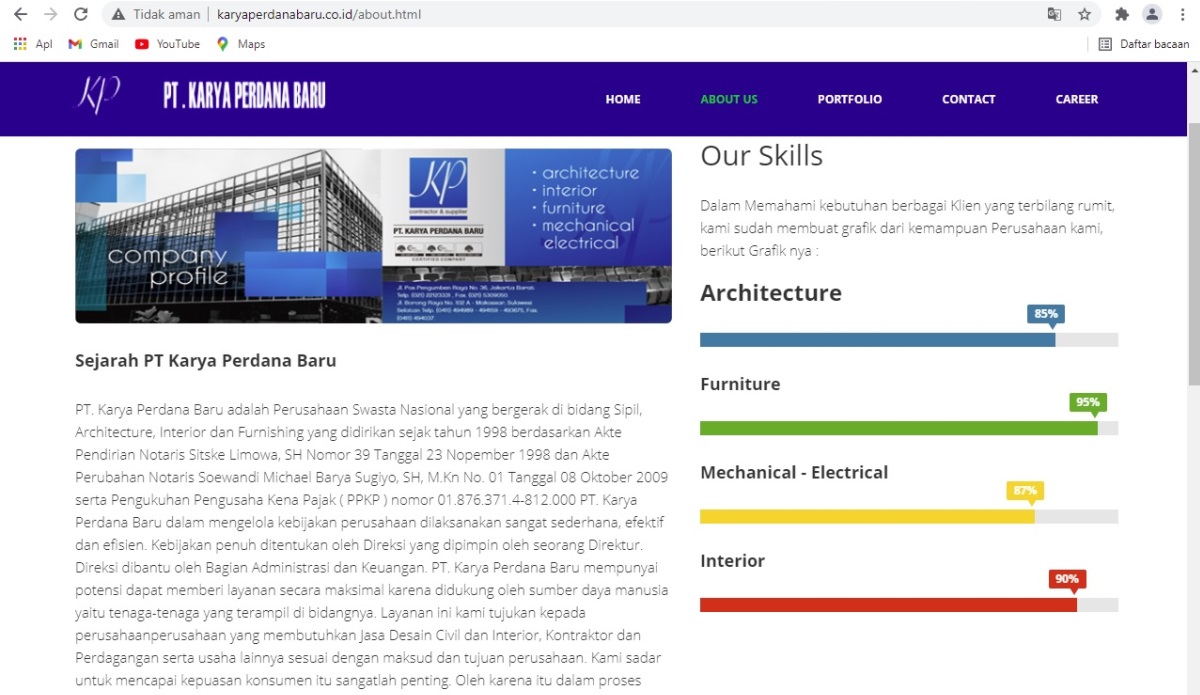 Tidak aman | karyaperdanabaru.co.id/about.html
Apl Gmail YouTube Maps Daftar bacaan
KP PT . KARYA PERDANA BARU HOME ABOUT US PORTFOLIO CONTACT CAREER
company
profile
KP
contractor & supplier
PT. KARYA PERDANA BARU
CERTIFIED COMPANY
• architecture
• interior
• furniture
• mechanical
electrical
Jl. Pos Pengumben Raya No. 36, Jakarta Barat.
Sejarah PT Karya Perdana Baru
PT. Karya Perdana Baru adalah Perusahaan Swasta Nasional yang bergerak di bidang Sipil,
Architecture, Interior dan Furnishing yang didirikan sejak tahun 1998 berdasarkan Akte
Pendirian Notaris Sitske Limowa, SH Nomor 39 Tanggal 23 Nopember 1998 dan Akte
Perubahan Notaris Soewandi Michael Barya Sugiyo, SH, M.Kn No. 01 Tanggal 08 Oktober 2009
serta Pengukuhan Pengusaha Kena Pajak ( PPKP ) nomor 01.876.371.4-812.000 PT. Karya
Perdana Baru dalam mengelola kebijakan perusahaan dilaksanakan sangat sederhana, efektif
dan efisien. Kebijakan penuh ditentukan oleh Direksi yang dipimpin oleh seorang Direktur.
Direksi dibantu oleh Bagian Administrasi dan Keuangan. PT. Karya Perdana Baru mempunyai
potensi dapat memberi layanan secara maksimal karena didukung oleh sumber daya manusia
yaitu tenaga-tenaga yang terampil di bidangnya. Layanan ini kami tujukan kepada
perusahaanperusahaan yang membutuhkan Jasa Desain Civil dan Interior, Kontraktor dan
Perdagangan serta usaha lainnya sesuai dengan maksud dan tujuan perusahaan. Kami sadar
untuk mencapai kepuasan konsumen itu sangatlah penting. Oleh karena itu dalam proses
Our Skills
Dalam Memahami kebutuhan berbagai Klien yang terbilang rumit,
kami sudah membuat grafik dari kemampuan Perusahaan kami,
berikut Grafik nya :
Architecture
85%
Furniture
95%
Mechanical - Electrical
87%
Interior
90%